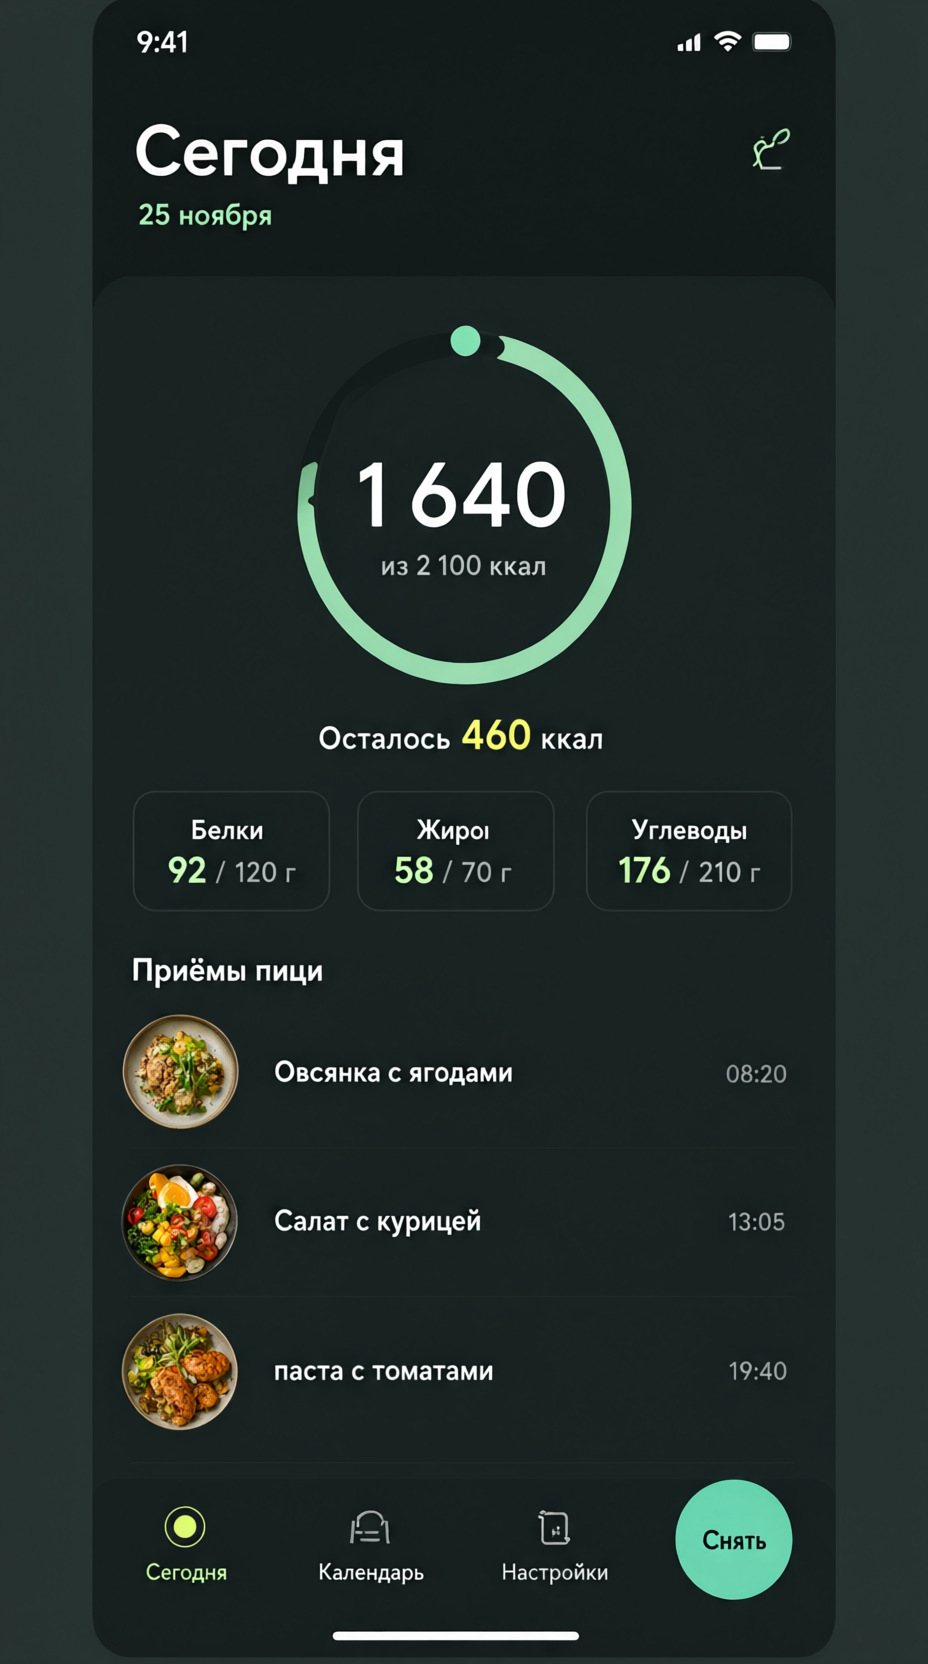 9:41
Сегодня
25 ноября
1 640
из 2 100 ккал
Осталось 460 ккал
Белки
92 / 120 г
58 / 70 г
Углеводы
176 / 210 г
Приёмы пици
Овсянка с ягодами
08:20
Салат с курицей
13:05
паста с томатами
19:40
Сегодня
Календарь
Настройки
Снять